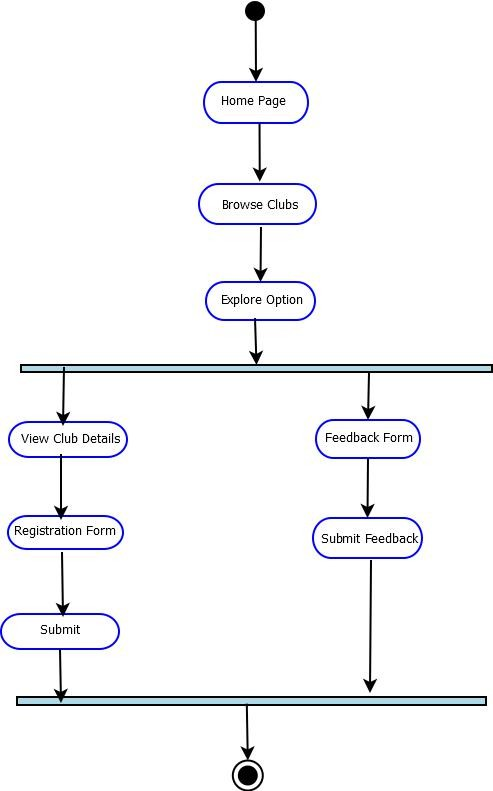 Home Page
Browse Clubs
Explore Option
View Club Details
Feedback Form
Registration Form
Submit Feedback
Submit